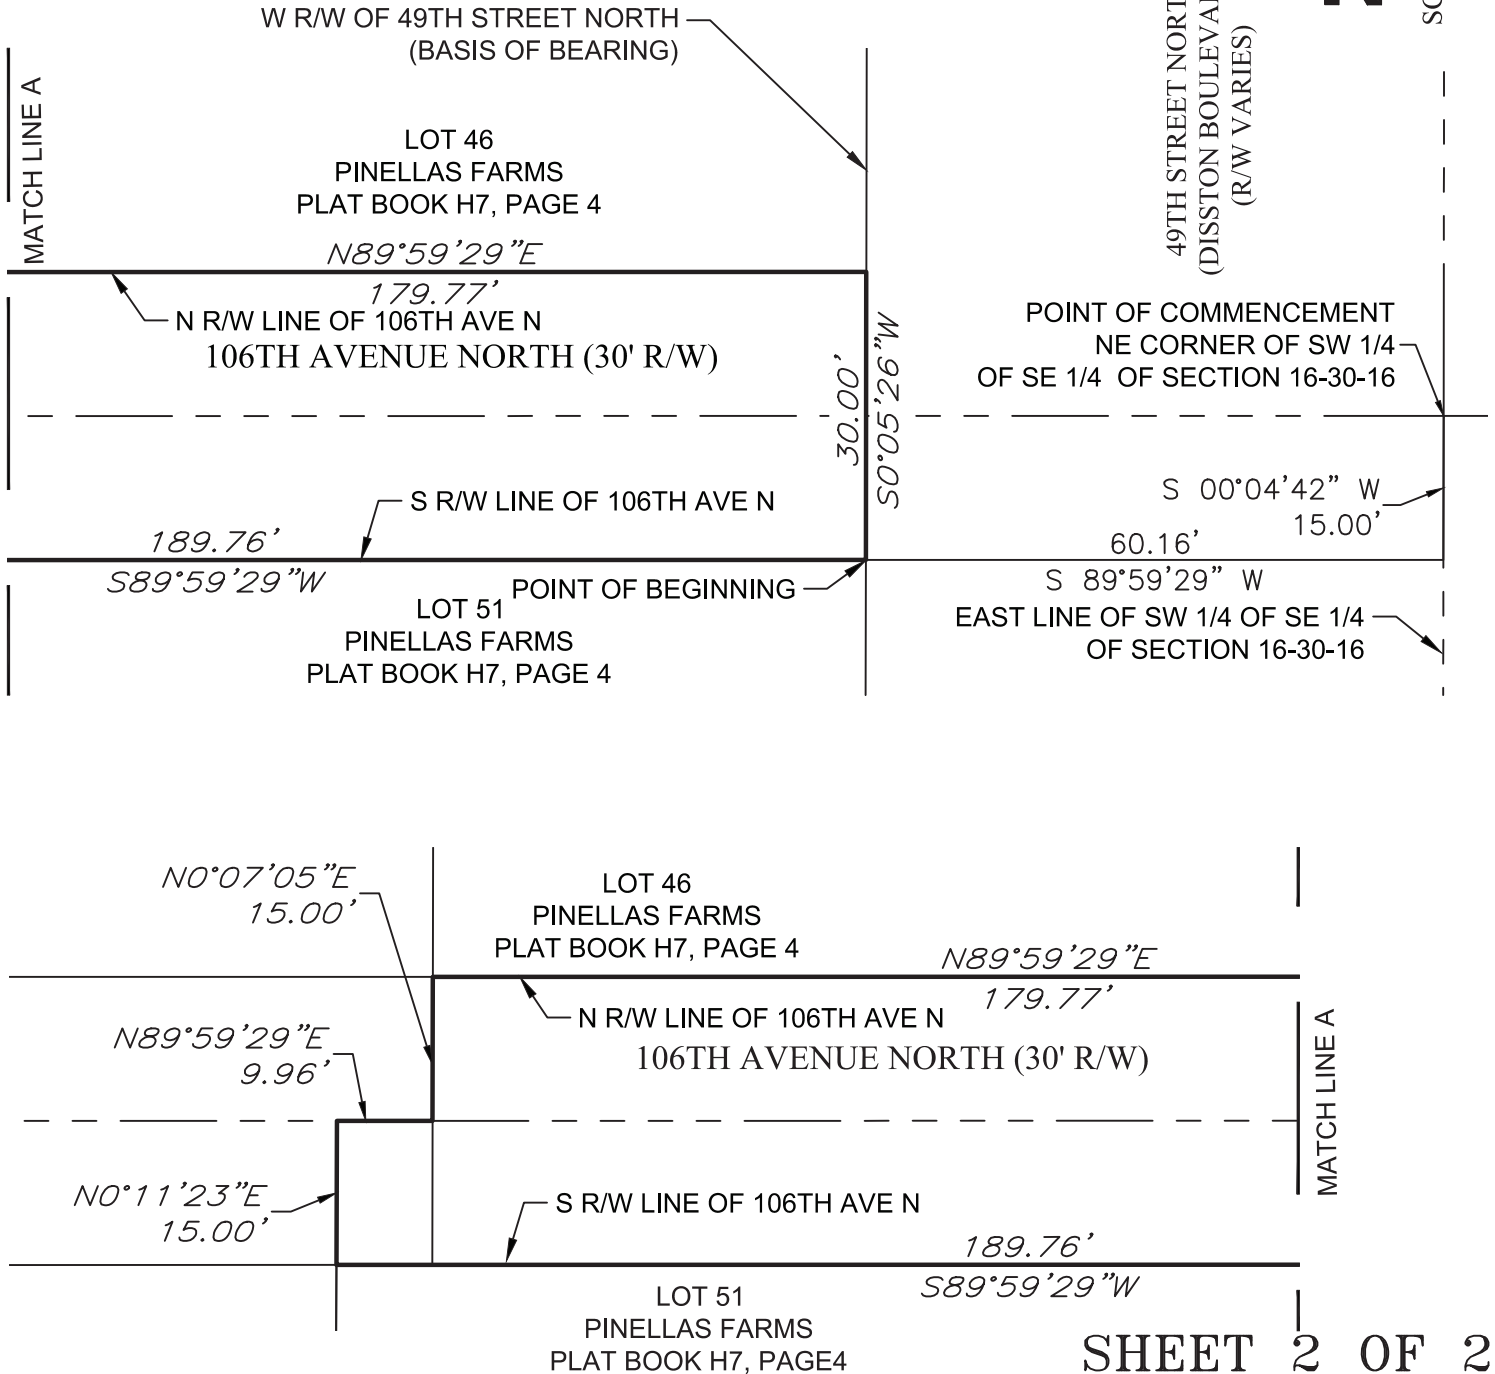 W R/W OF 49TH STREET NORTH
(BASIS OF BEARING)
MATCH LINE A
LOT 46
PINELLAS FARMS
PLAT BOOK H7, PAGE 4
N89°59'29"E
179.77'
N R/W LINE OF 106TH AVE N
106TH AVENUE NORTH (30' R/W)
30.00'
S0°05'26"W
(R/W VARIES)
POINT OF COMMENCEMENT
NE CORNER OF SW 1/4
OF SE 1/4 OF SECTION 16-30-16
S 00°04'42" W
15.00'
S R/W LINE OF 106TH AVE N
189.76'
S89°59'29"W
POINT OF BEGINNING
60.16'
S 89°59'29" W
LOT 51
PINELLAS FARMS
PLAT BOOK H7, PAGE 4
EAST LINE OF SW 1/4 OF SE 1/4
OF SECTION 16-30-16
49TH STREET NORT
(DISSTON BOULEVA
N0°07'05"E
15.00'
LOT 46
PINELLAS FARMS
PLAT BOOK H7, PAGE 4
N89°59'29"E
179.77'
N R/W LINE OF 106TH AVE N
106TH AVENUE NORTH (30' R/W)
N89°59'29"E
9.96'
MATCH LINE A
N0°11'23"E
15.00'
S R/W LINE OF 106TH AVE N
189.76'
S89°59'29"W
LOT 51
PINELLAS FARMS
PLAT BOOK H7, PAGE4
SHEET 2 OF 2